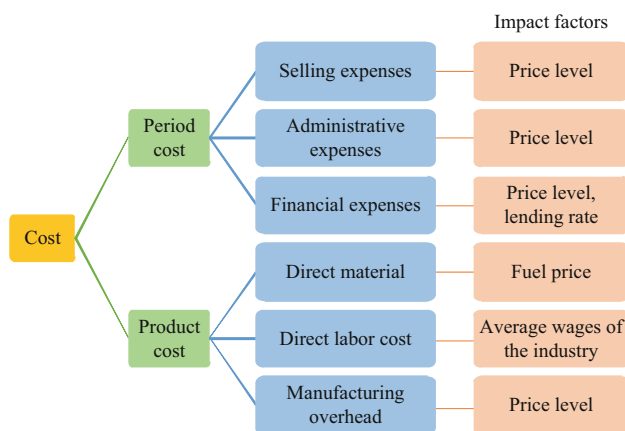 Impact factors
Selling expenses
Price level
Period
cost
Administrative
expenses
Price level
Financial expenses
Price level,
lending rate
Cost
Direct material
Fuel price
Product
cost
Direct labor cost
Average wages of
the industry
Manufacturing
overhead
Price level